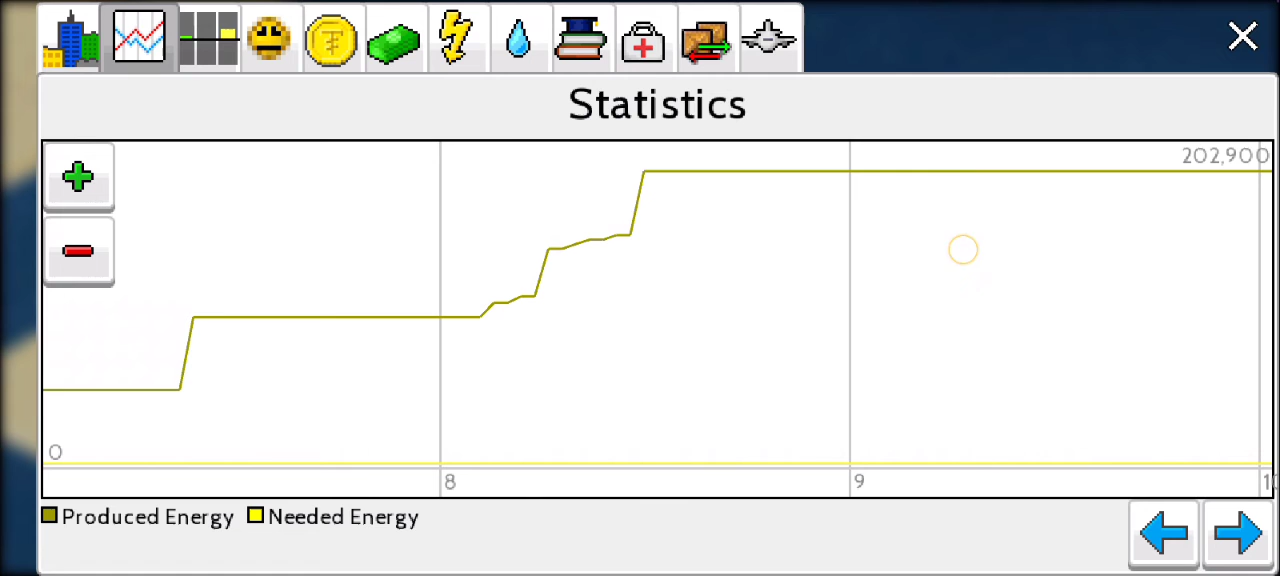 Statistics
202,900
0
8
9
Produced Energy
Needed Energy